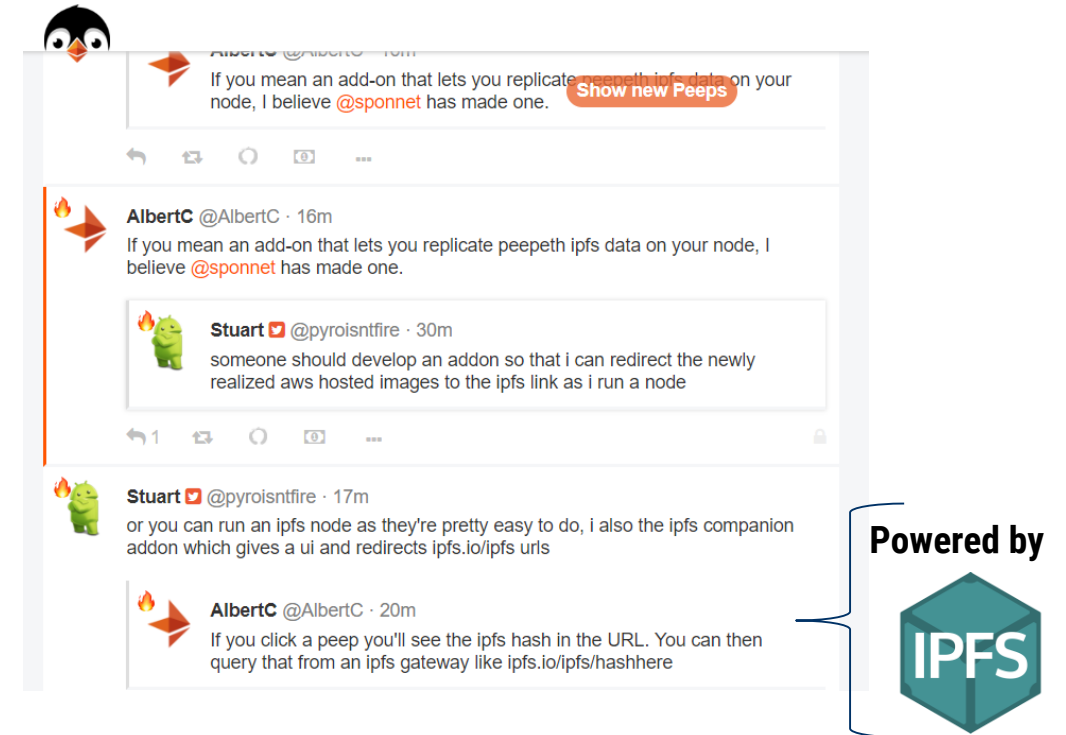 AlbertC @AlbertC · 16m
If you mean an add-on that lets you replicate peepeth ipfs data on your
node, I believe @sponnet has made one.
Show new Peeps
AlbertC @AlbertC · 16m
If you mean an add-on that lets you replicate peepeth ipfs data on your node, I
believe @sponnet has made one.
Stuart @pyroisntfire · 30m
someone should develop an addon so that i can redirect the newly
realized aws hosted images to the ipfs link as i run a node
1
Stuart @pyroisntfire · 17m
or you can run an ipfs node as they're pretty easy to do, i also the ipfs companion
addon which gives a ui and redirects ipfs.io/ipfs urls
AlbertC @AlbertC · 20m
If you click a peep you'll see the ipfs hash in the URL. You can then
query that from an ipfs gateway like ipfs.io/ipfs/hashhere
Powered by
IPFS